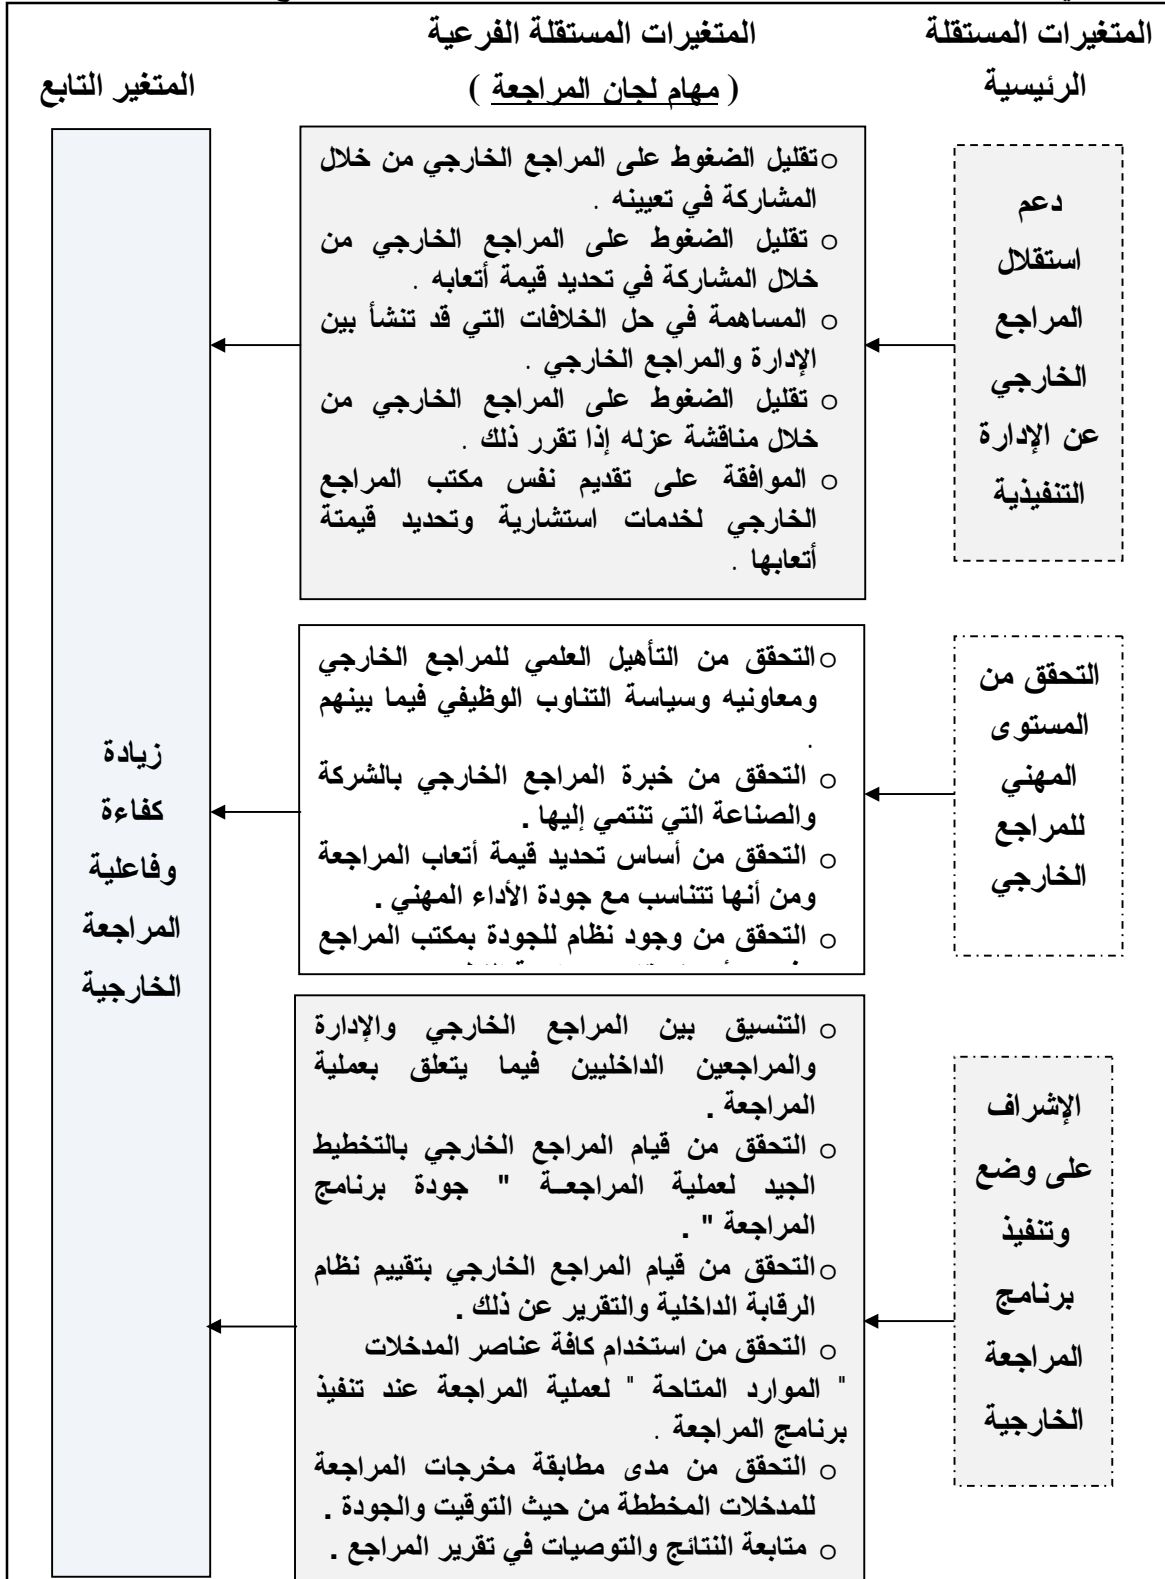 المتغيرات المستقلة
الرئيسية
المتغيرات المستقلة الفرعية
( مهام لجان المراجعة )
المتغير التابع
دعم
استقلال
المراجع
الخارجي
عن الإدارة
التنفيذية
○تقليل الضغوط على المراجع الخارجي من خلال
المشاركة في تعيينه .
○ تقليل الضغوط على المراجع الخارجي من
خلال المشاركة في تحديد قيمة أتعابه .
○ المساهمة في حل الخلافات التي قد تنشأ بين
الإدارة والمراجع الخارجي .
○ تقليل الضغوط على المراجع الخارجي من
خلال مناقشة عزله إذا تقرر ذلك .
○ الموافقة على تقديم نفس مكتب المراجع
الخارجي لخدمات استشارية وتحديد قيمتة
أتعابها .
التحقق من
المستوى
المهني
للمراجع
الخارجي
○التحقق من التأهيل العلمي للمراجع الخارجي
ومعاونيه وسياسة التناوب الوظيفي فيما بينهم
.
○ التحقق من خبرة المراجع الخارجي بالشركة
والصناعة التي تنتمي إليها .
○ التحقق من أساس تحديد قيمة أتعاب المراجعة
ومن أنها تتناسب مع جودة الأداء المهني .
○ التحقق من وجود نظام للجودة بمكتب المراجع
الإشراف
على وضع
وتنفيذ
برنامج
المراجعة
الخارجية
○ التنسيق بين المراجع الخارجي والإدارة
والمراجعين الداخليين فيما يتعلق بعملية
المراجعة .
○ التحقق من قيام المراجع الخارجي بالتخطيط
الجيد لعملية المراجعــة " جودة برنامج
المراجعة " .
○التحقق من قيام المراجع الخارجي بتقييم نظام
الرقابة الداخلية والتقرير عن ذلك .
○ التحقق من استخدام كافة عناصر المدخلات
" الموارد المتاحة " لعملية المراجعة عند تنفيذ
برنامج المراجعة .
○ التحقق من مدى مطابقة مخرجات المراجعة
للمدخلات المخططة من حيث التوقيت والجودة .
○ متابعة النتائج والتوصيات في تقرير المراجع .
زيادة
كفاءة
وفاعلية
المراجعة
الخارجية